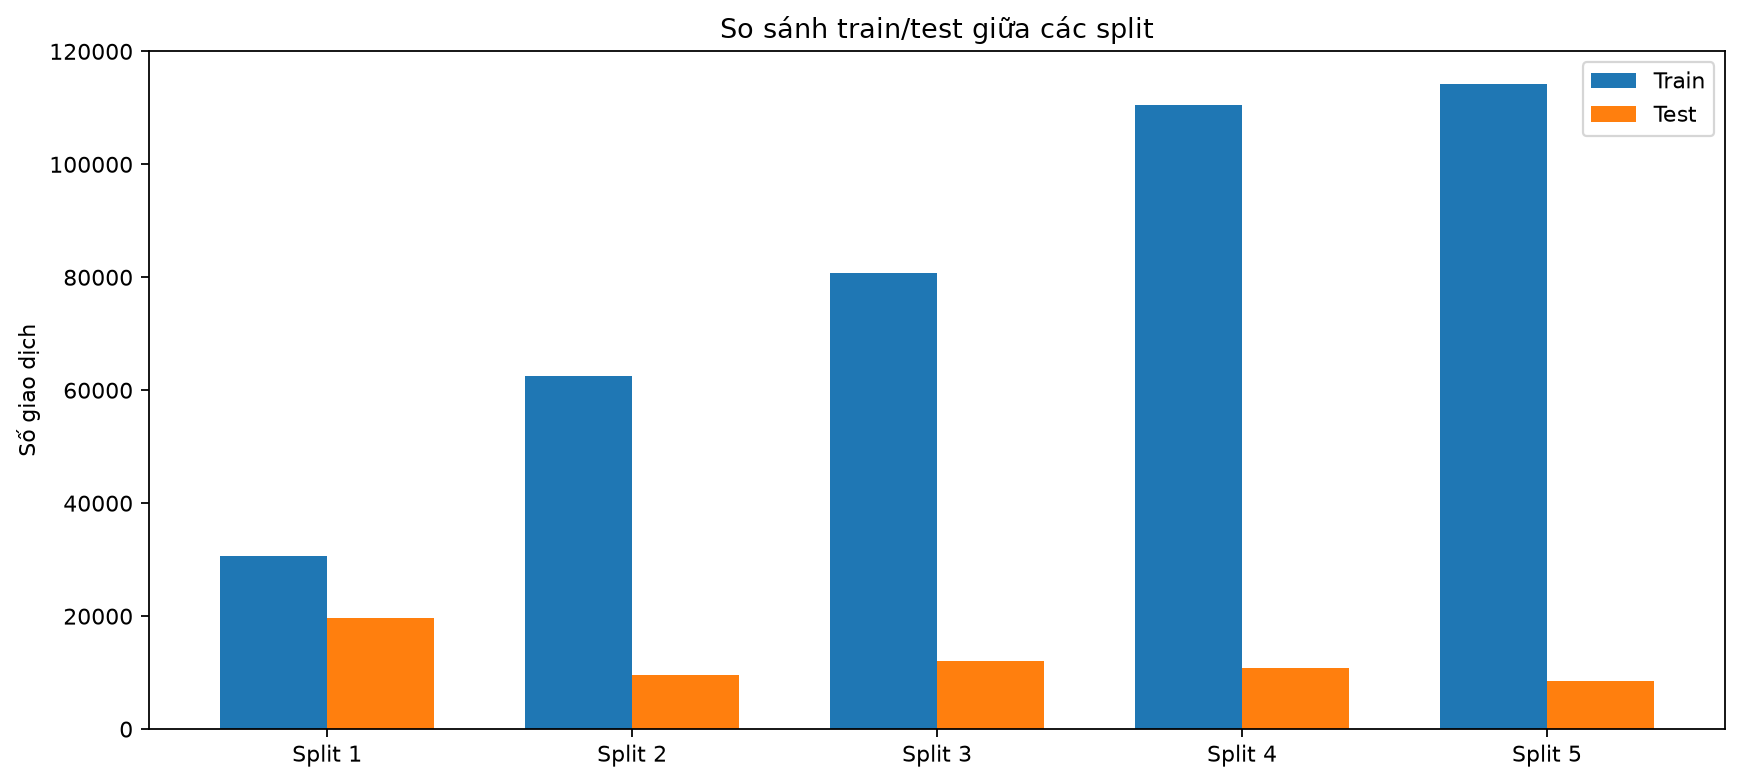 So sánh train/test giữa các split
120000
100000
80000
60000
40000
20000
0
Số giao dịch
Train
Test
Split 1
Split 2
Split 3
Split 4
Split 5